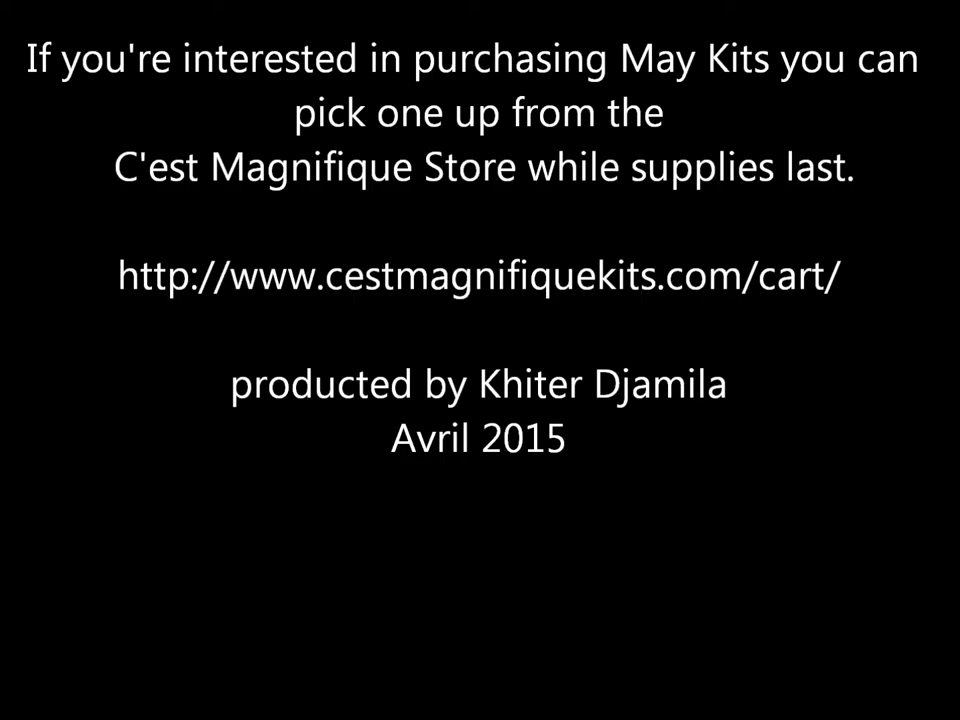 If you're interested in purchasing May Kits you can
pick one up from the
C'est Magnifique Store while supplies last.
http://www.cestmagnifiquekits.com/cart/
producted by Khiter Djamila
Avril 2015